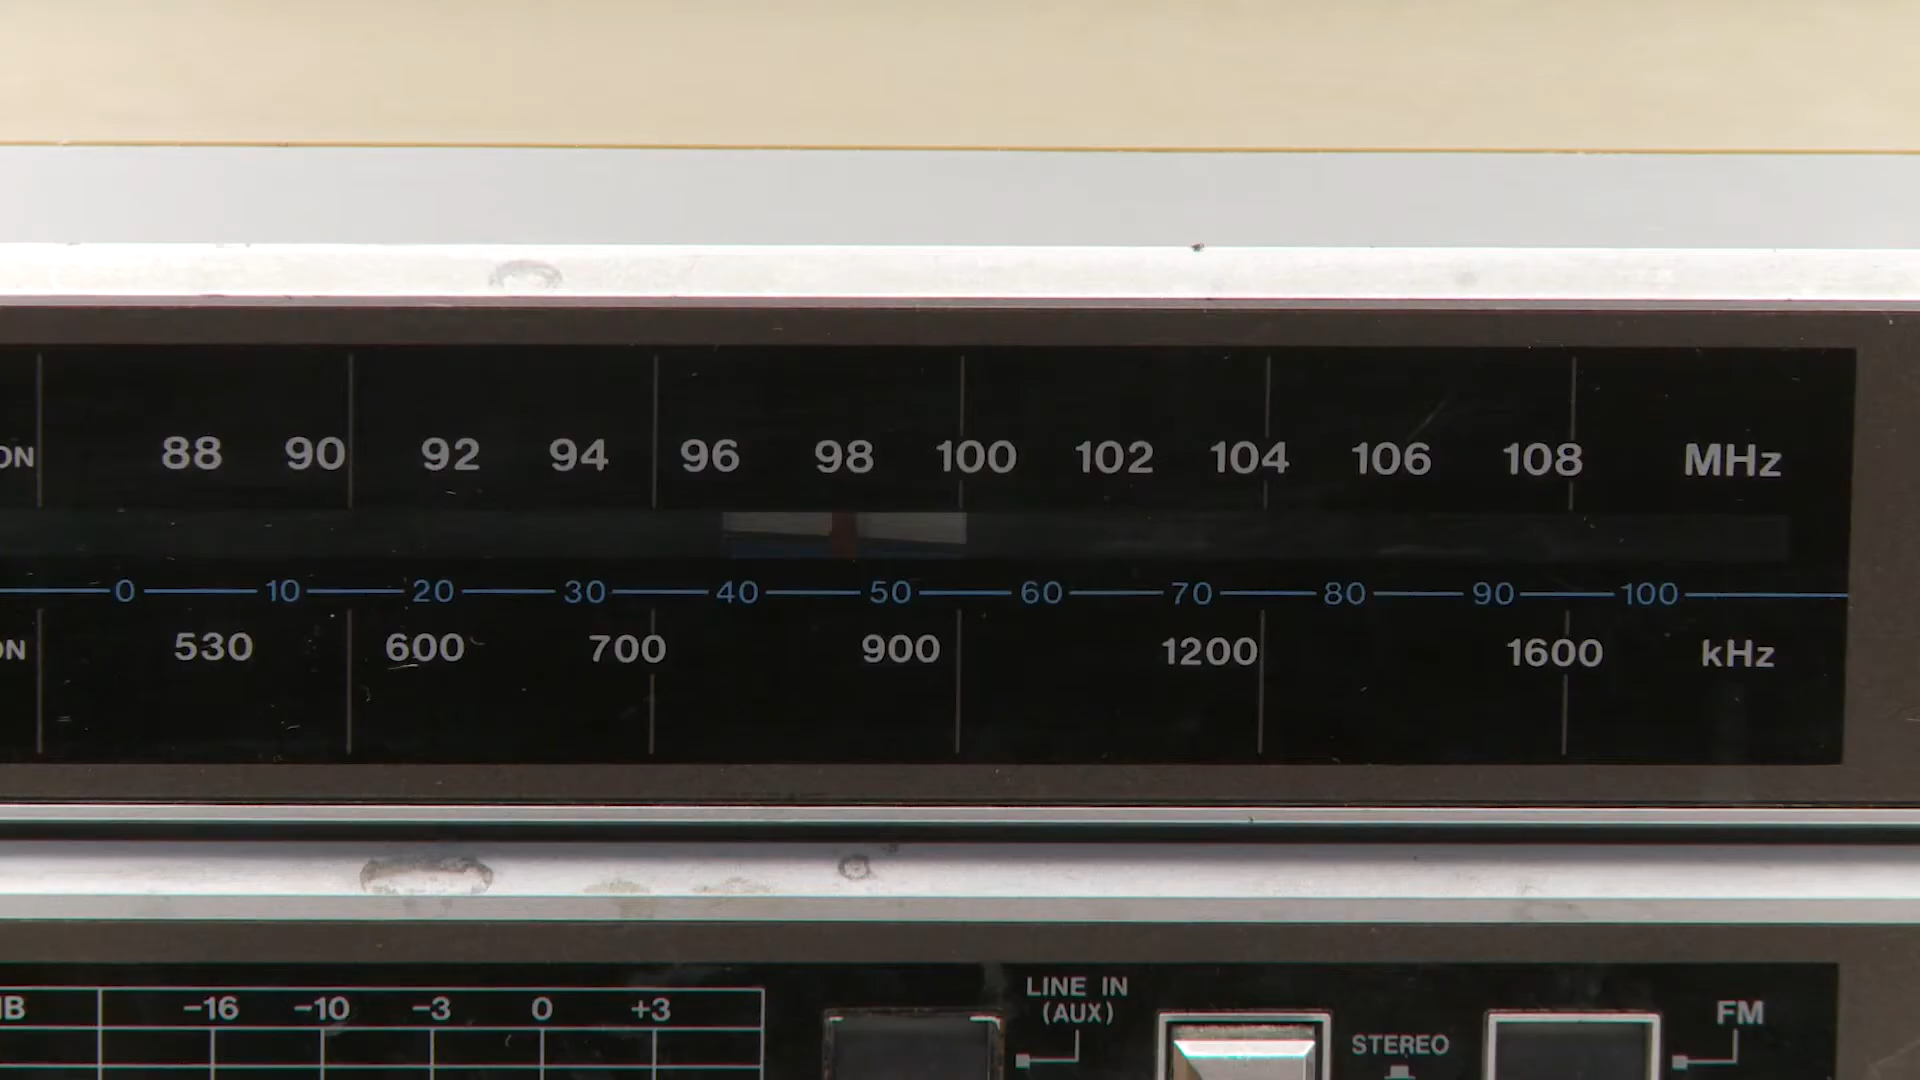 ON 88 90 92 94 96 98 100 102 104 106 108 MHz
0 10 20 30 40 50 60 70 80 90 100
ON 530 600 700 900 1200 1600 kHz
LINE IN
(AUX)
-16 -10 -3 0 +3
FM
STEREO